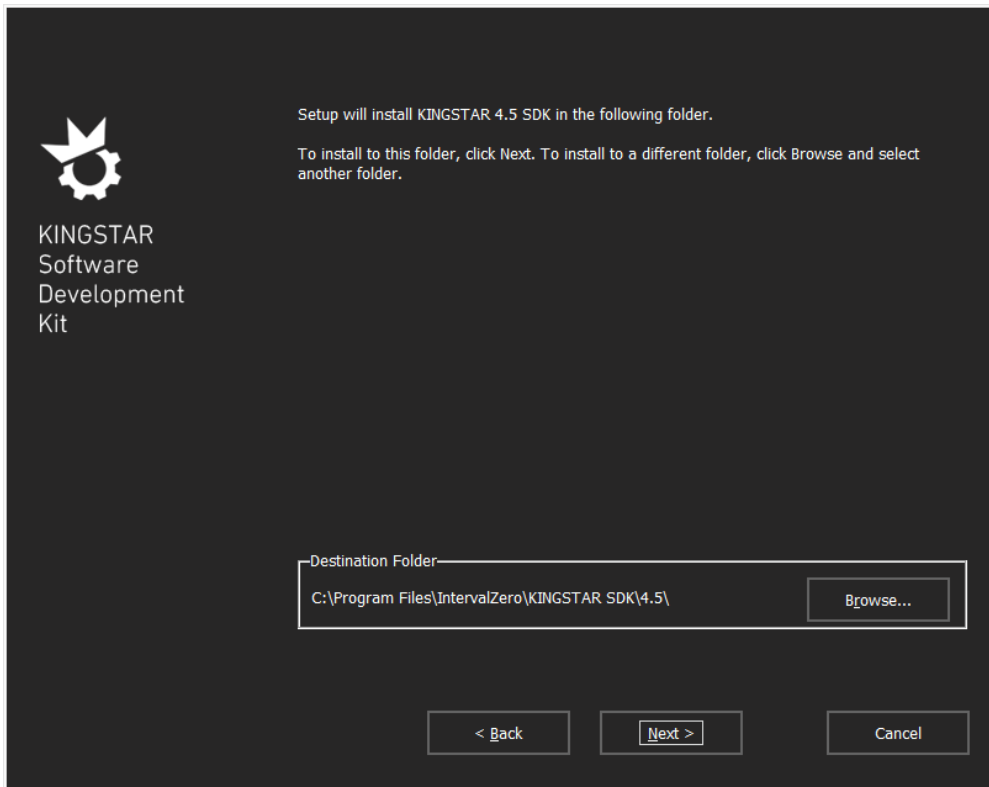 Setup will install KINGSTAR 4.5 SDK in the following folder.
To install to this folder, click Next. To install to a different folder, click Browse and select
another folder.
KINGSTAR
Software
Development
Kit
Destination Folder
C:\Program Files\IntervalZero\KINGSTAR SDK\4.5\
Browse...
< Back
Next >
Cancel